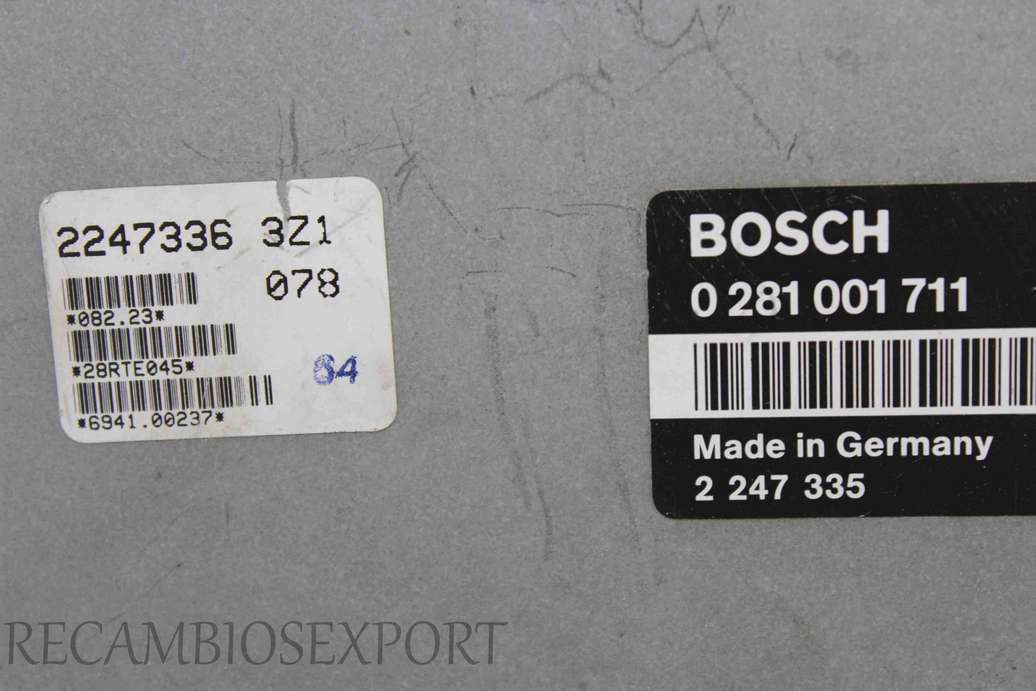 2247336 3Z1
078
*082.23*
*28RTE045*
84
*6941.00237*
BOSCH
0 281 001 711
Made in Germany
2 247 335
RECAMBIOSEXPORT